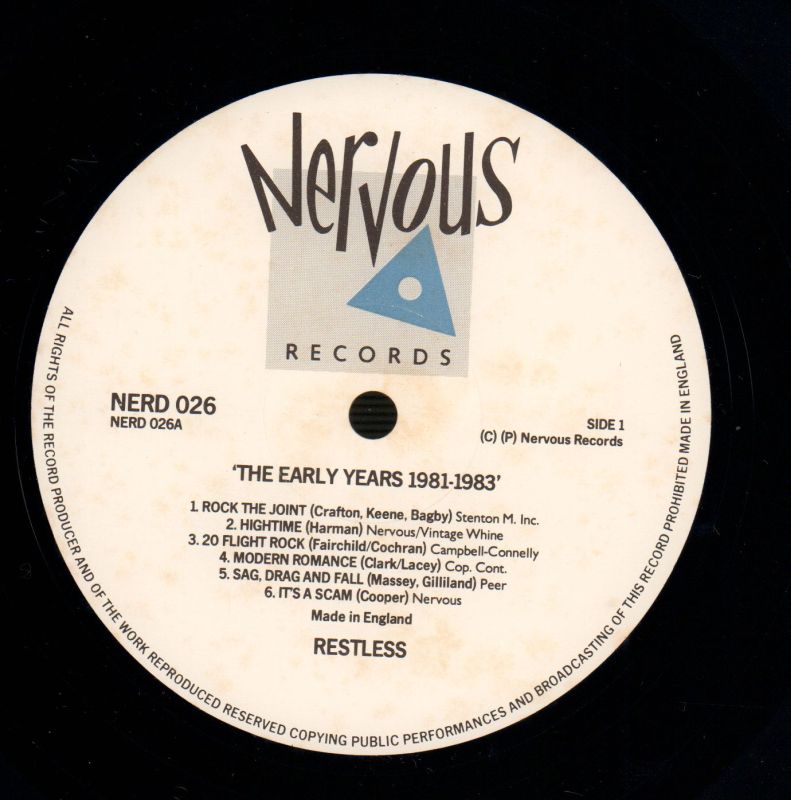 Nervous
RECORDS
NERD 026
NERD 026A
SIDE 1
(C) (P) Nervous Records
'THE EARLY YEARS 1981-1983'
1. ROCK THE JOINT (Crafton, Keene, Bagby) Stenton M. Inc.
2. HIGHTIME (Harman) Nervous/Vintage Whine
3. 20 FLIGHT ROCK (Fairchild/Cochran) Campbell-Connelly
4. MODERN ROMANCE (Clark/Lacey) Cop. Cont.
5. SAG, DRAG AND FALL (Massey, Gilliland) Peer
6. IT'S A SCAM (Cooper) Nervous
Made in England
RESTLESS
ALL RIGHTS OF THE RECORD PRODUCER AND OF THE WORK REPRODUCED RESERVED COPYING PUBLIC PERFORMANCES AND BROADCASTING OF THIS RECORD PROHIBITED MADE IN ENGLAND